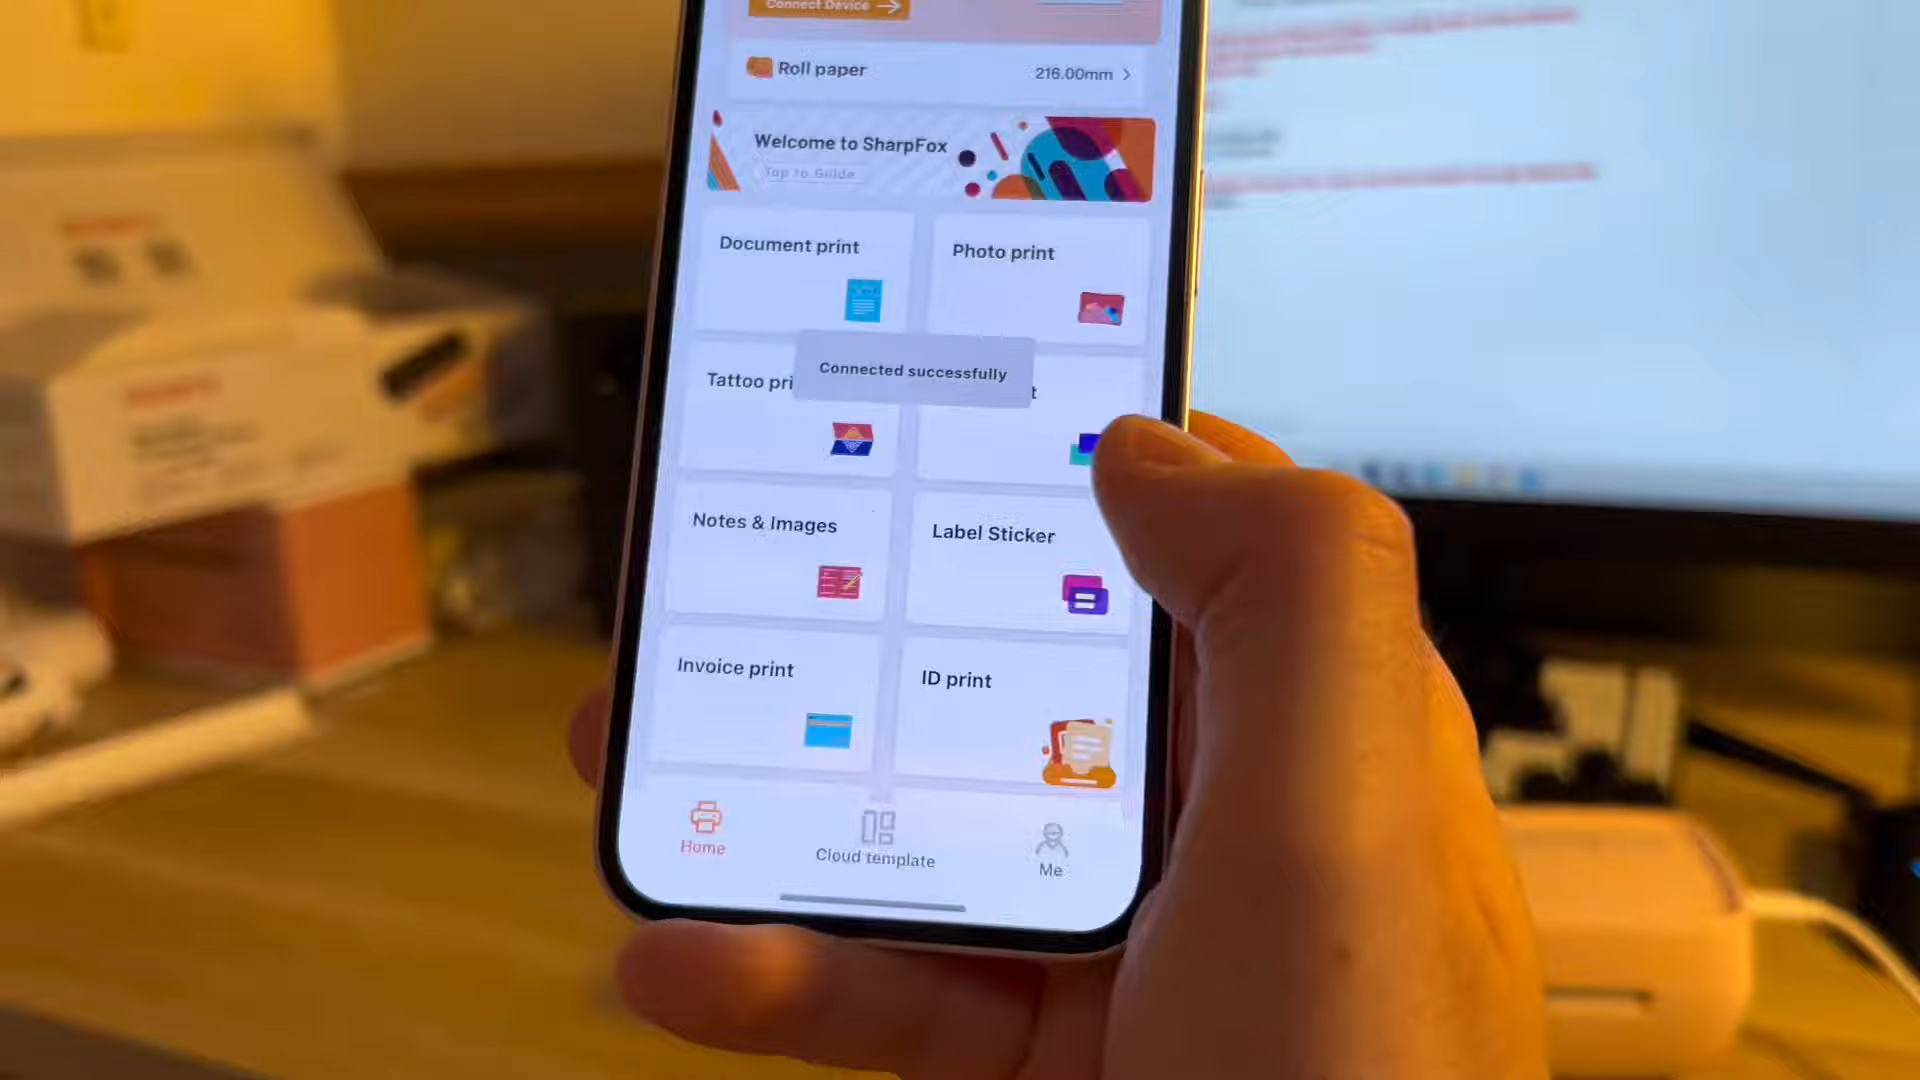 Connect Device →
Roll paper
216.00mm >
Welcome to SharpFox
Tap to Guide
Document print
Photo print
Tattoo pri
t
Connected successfully
Notes & Images
Label Sticker
Invoice print
ID print
Home
Cloud template
Me